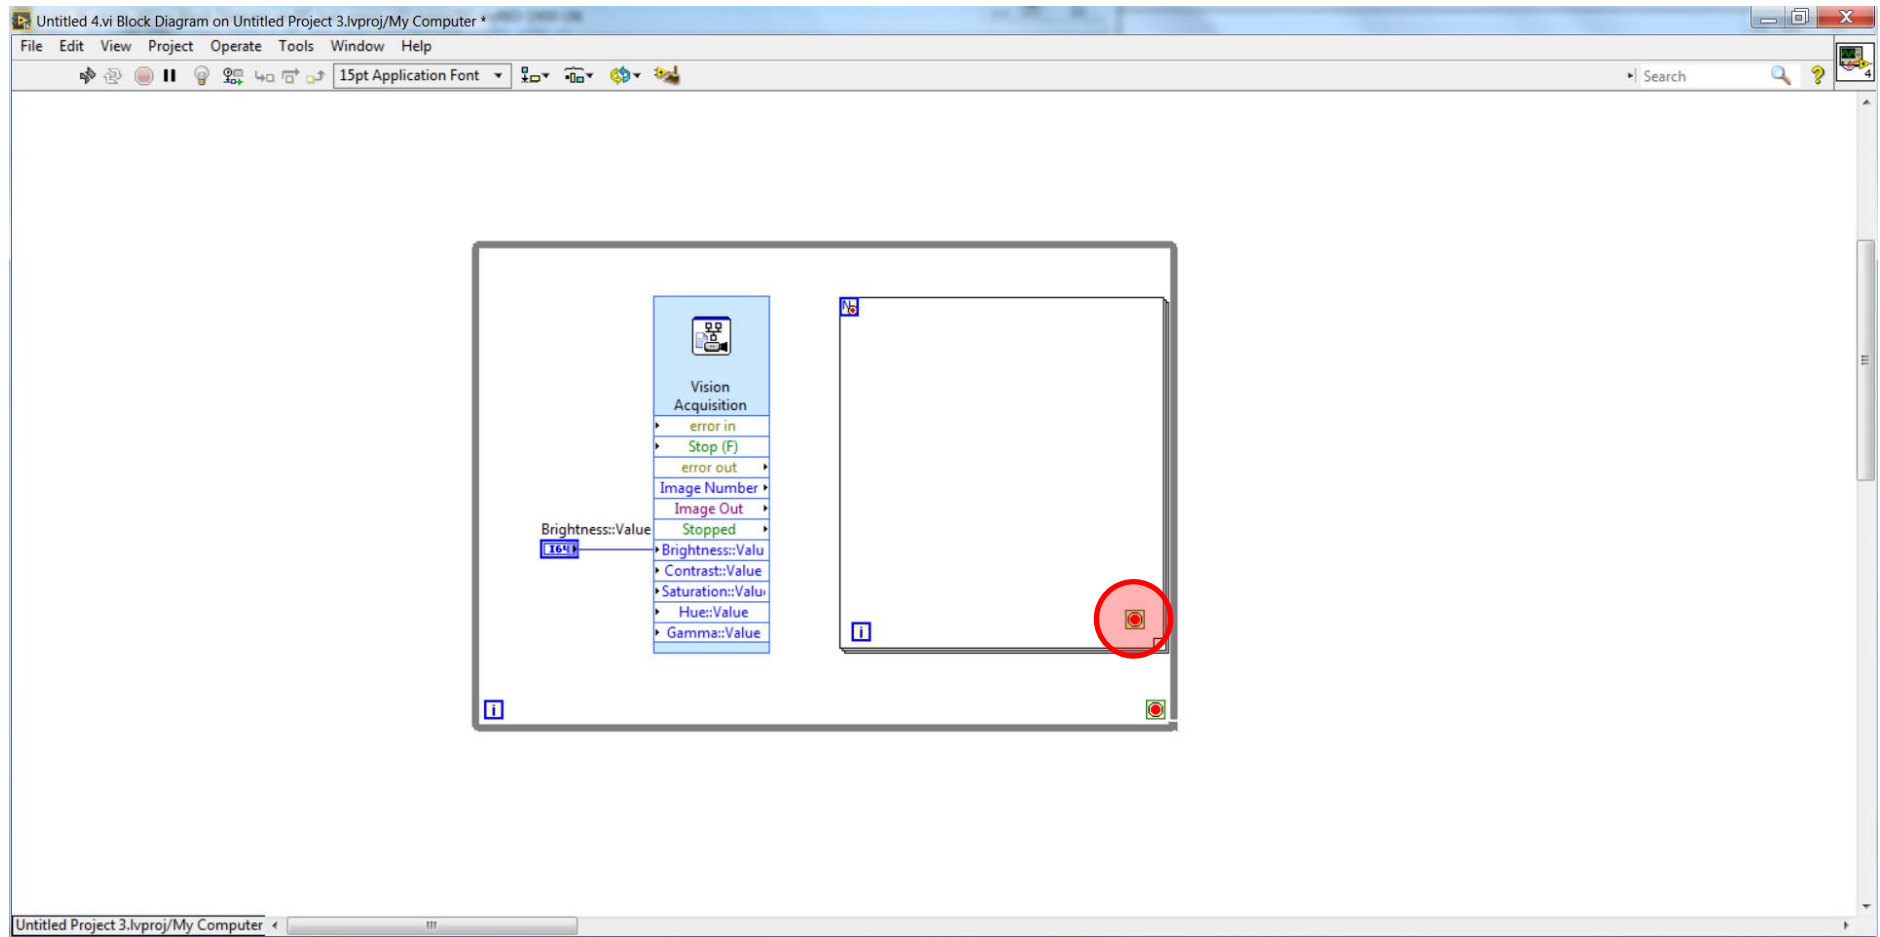 Untitled 4.vi Block Diagram on Untitled Project 3.lvproj/My Computer *
File Edit View Project Operate Tools Window Help
15pt Application Font
Search
4
N
Vision
Acquisition
error in
Stop (F)
error out
Image Number
Image Out
Brightness::Value
Stopped
I64
Brightness::Valu
Contrast::Value
Saturation::Valu
Hue::Value
Gamma::Value
i
i
Untitled Project 3.lvproj/My Computer